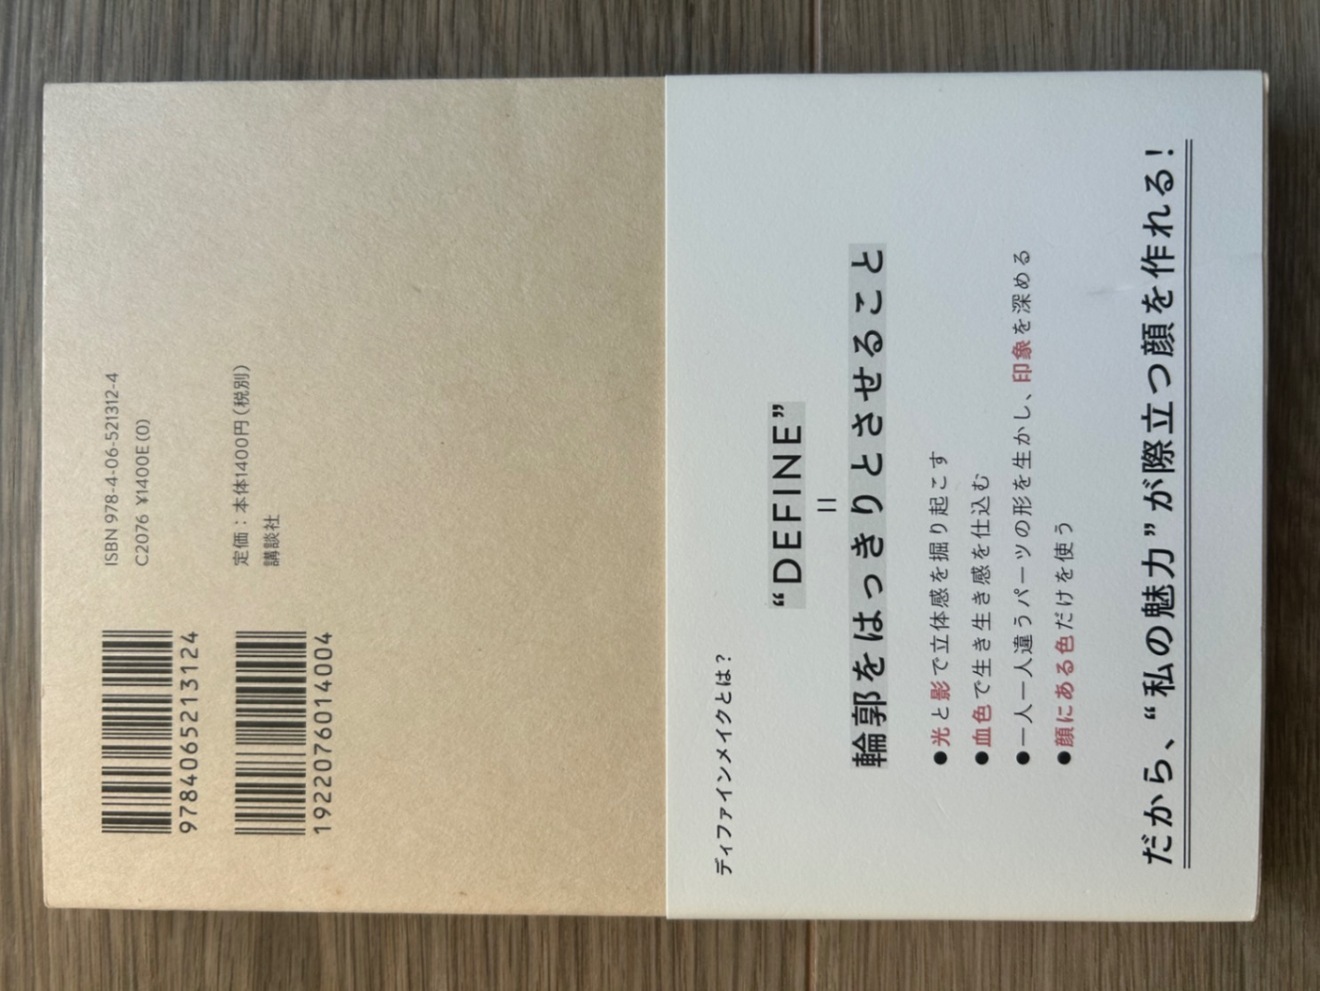 9784065213124
1922076014004
ISBN 978-4-06-521312-4
C2076 ¥1400E (0)
定価：本体1400円（税別）
講談社
ディファインメイクとは？
“DEFINE”
＝
輪郭をはっきりとさせること
●光と影で立体感を掘り起こす
●血色で生き生き感を仕込む
●一人一人違うパーツの形を生かし、印象を深める
●顔にある色だけを使う
だから、“私の魅力”が際立つ顔を作れる！